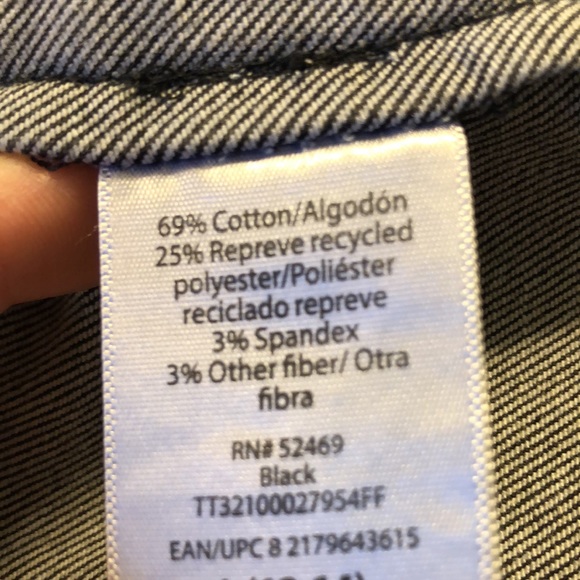 69% Cotton/Algodón
25% Repreve recycled
polyester/Poliéster
reciclado repreve
3% Spandex
3% Other fiber/ Otra
fibra
RN# 52469
Black
TT32100027954FF
EAN/UPC 8 2179643615